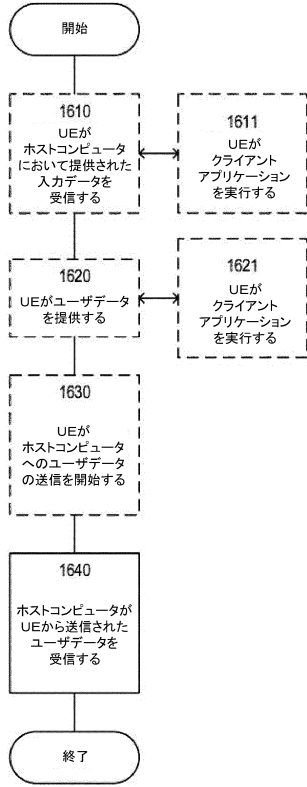 開始
1610
UEが
ホストコンピュータ
において提供された
入力データを
受信する
1611
UEが
クライアント
アプリケーション
を実行する
1620
UEがユーザデータ
を提供する
1621
UEが
クライアント
アプリケーション
を実行する
1630
UEが
ホストコンピュータ
へのユーザデータ
の送信を開始する
1640
ホストコンピュータが
UEから送信された
ユーザデータを
受信する
終了